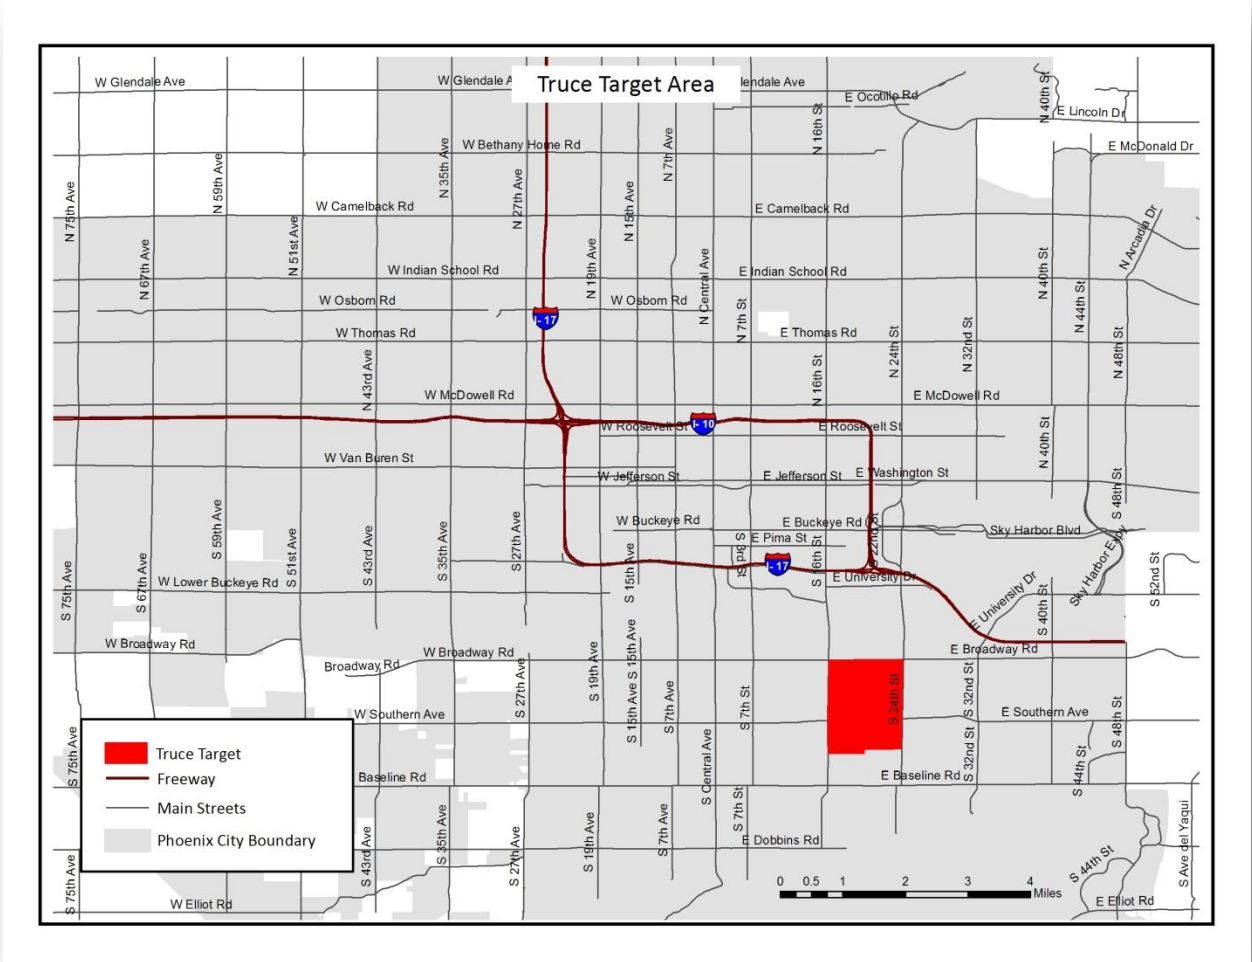 Truce Target Area
W Glendale Ave
W Glendale A
lendale Ave
E Ocotillo Rd
N 40th St
E Lincoln Dr
N 16th St
W Bethany Home Rd
E McDonald Dr
N 7th Ave
N 35th Ave
N 59th Ave
N 75th Ave
N 27th Ave
N 15th Ave
W Camelback Rd
E Camelback Rd
N Arcadia Dr
N 51st Ave
N 67th Ave
N 19th Ave
N Central Ave
W Indian School Rd
E Indian School Rd
N 40th St
N 44th St
W Osborn Rd
W Osborn Rd
N 7th St
I-17
W Thomas Rd
E Thomas Rd
N 24th St
N 32nd St
N 48th St
N 43rd Ave
N 16th St
W McDowell Rd
E McDowell Rd
I-10
W Roosevelt St
E Roosevelt St
N 40th St
W Van Buren St
W Jefferson St
E Jefferson St
E Washington St
S 48th St
W Buckeye Rd
E Buckeye Rd
S 22nd St
Sky Harbor Blvd
E Pima St
S 3rd St
S 16th St
S 59th Ave
S 51st Ave
S 43rd Ave
S 35th Ave
S 27th Ave
I-17
Sky Harbor Expy
S 52nd St
S 75th Ave
S 67th Ave
W Lower Buckeye Rd
S 15th Ave
E University Dr
E University Dr
S 40th St
W Broadway Rd
Broadway Rd
W Broadway Rd
E Broadway Rd
S 19th Ave
S 15th Ave
S 15th Ave
S 27th Ave
S 7th Ave
S 7th St
S 24th St
S 32nd St
W Southern Ave
E Southern Ave
S 48th St
S 75th Ave
S Central Ave
S 32nd St
S 44th St
Baseline Rd
E Baseline Rd
Truce Target
Freeway
Main Streets
Phoenix City Boundary
S 7th St
S 43rd Ave
S 35th Ave
S 27th Ave
S 19th Ave
S 7th Ave
E Dobbins Rd
S 44th St
S Ave del Yaqui
S 75th Ave
0 0.5 1 2 3 4
Miles
W Elliot Rd
E Elliot Rd